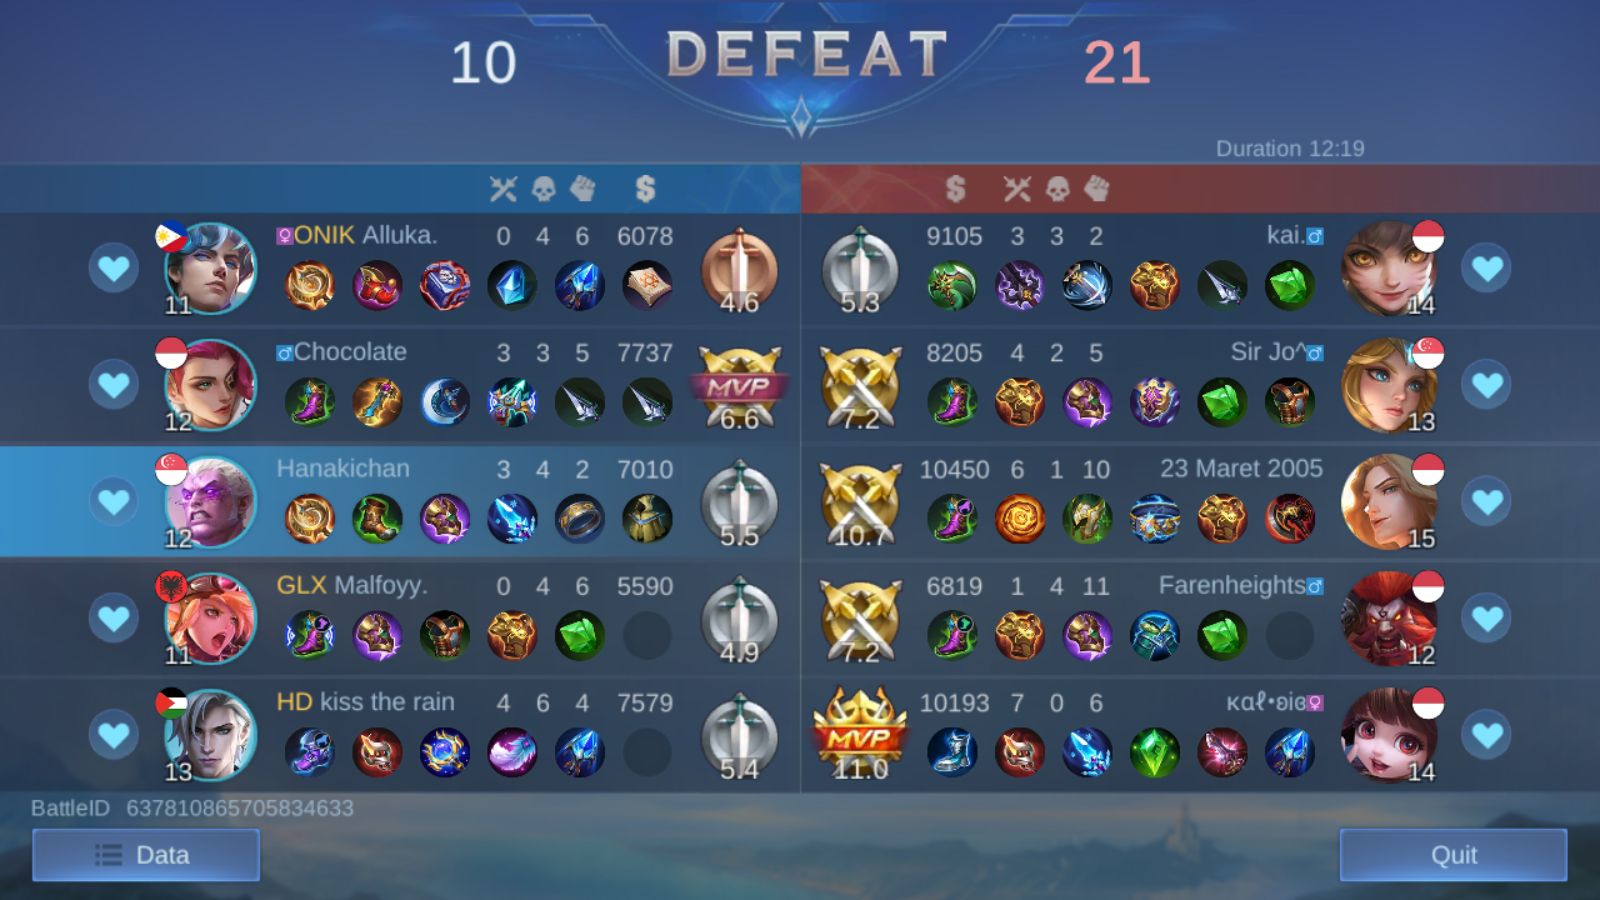 10 DEFEAT 21
Duration 12:19
ONIK Alluka. 0 4 6 6078
11 4.6
9105 3 3 2 kai.
5.3 14
Chocolate 3 3 5 7737
12 MVP 6.6
8205 4 2 5 Sir Jo^
7.2 13
Hanakichan 3 4 2 7010
12 5.5
10450 6 1 10 23 Maret 2005
10.7 15
GLX Malfoyy. 0 4 6 5590
11 4.9
6819 1 4 11 Farenheights
7.2 12
HD kiss the rain 4 6 4 7579
13 5.4
10193 7 0 6
MVP 11.0 14
BattleID 637810865705834633
Data
Quit